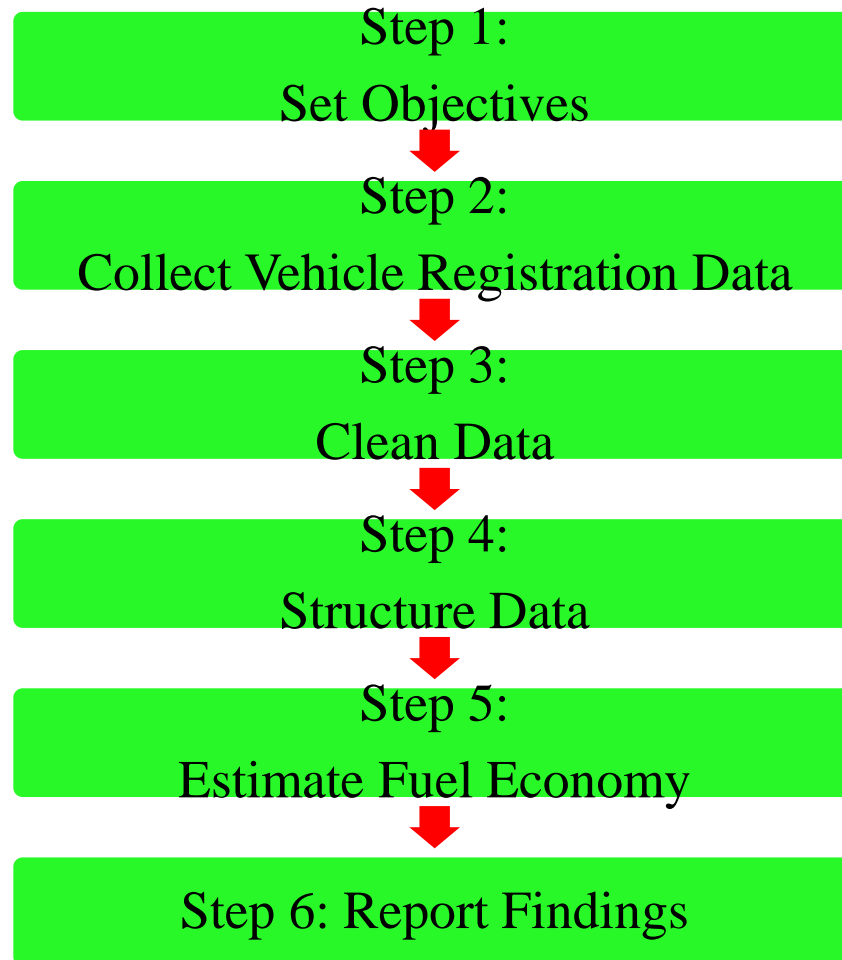 Step 1:
Set Objectives
Step 2:
Collect Vehicle Registration Data
Step 3:
Clean Data
Step 4:
Structure Data
Step 5:
Estimate Fuel Economy
Step 6: Report Findings